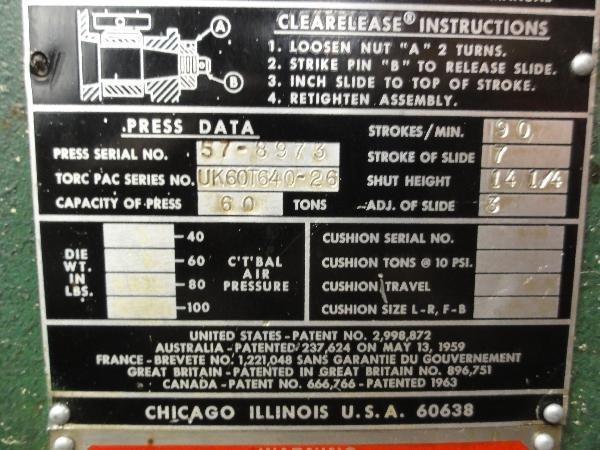 MANUAL
CLEARELEASE® INSTRUCTIONS
A
B
1. LOOSEN NUT "A" 2 TURNS.
2. STRIKE PIN "B" TO RELEASE SLIDE.
3. INCH SLIDE TO TOP OF STROKE.
4. RETIGHTEN ASSEMBLY.
PRESS DATA
PRESS SERIAL NO. 57-8973
TORC PAC SERIES NO. UK60T640-26
CAPACITY OF PRESS 60 TONS
STROKES/MIN. 90
STROKE OF SLIDE 7
SHUT HEIGHT 14 1/4
ADJ. OF SLIDE 3
DIE WT. IN LBS.
-40
-60
-80
-100
C'T'BAL AIR PRESSURE
CUSHION SERIAL NO.
CUSHION TONS @ 10 PSI.
CUSHION TRAVEL
CUSHION SIZE L-R, F-B
UNITED STATES-PATENT NO. 2,998,872
AUSTRALIA-PATENTED 237,624 ON MAY 13, 1959
FRANCE-BREVETE NO. 1,221,048 SANS GARANTIE DU GOUVERNEMENT
GREAT BRITAIN-PATENTED IN GREAT BRITAIN NO. 896,751
CANADA-PATENT NO. 666,766-PATENTED 1963
CHICAGO ILLINOIS U.S.A. 60638
WARNING